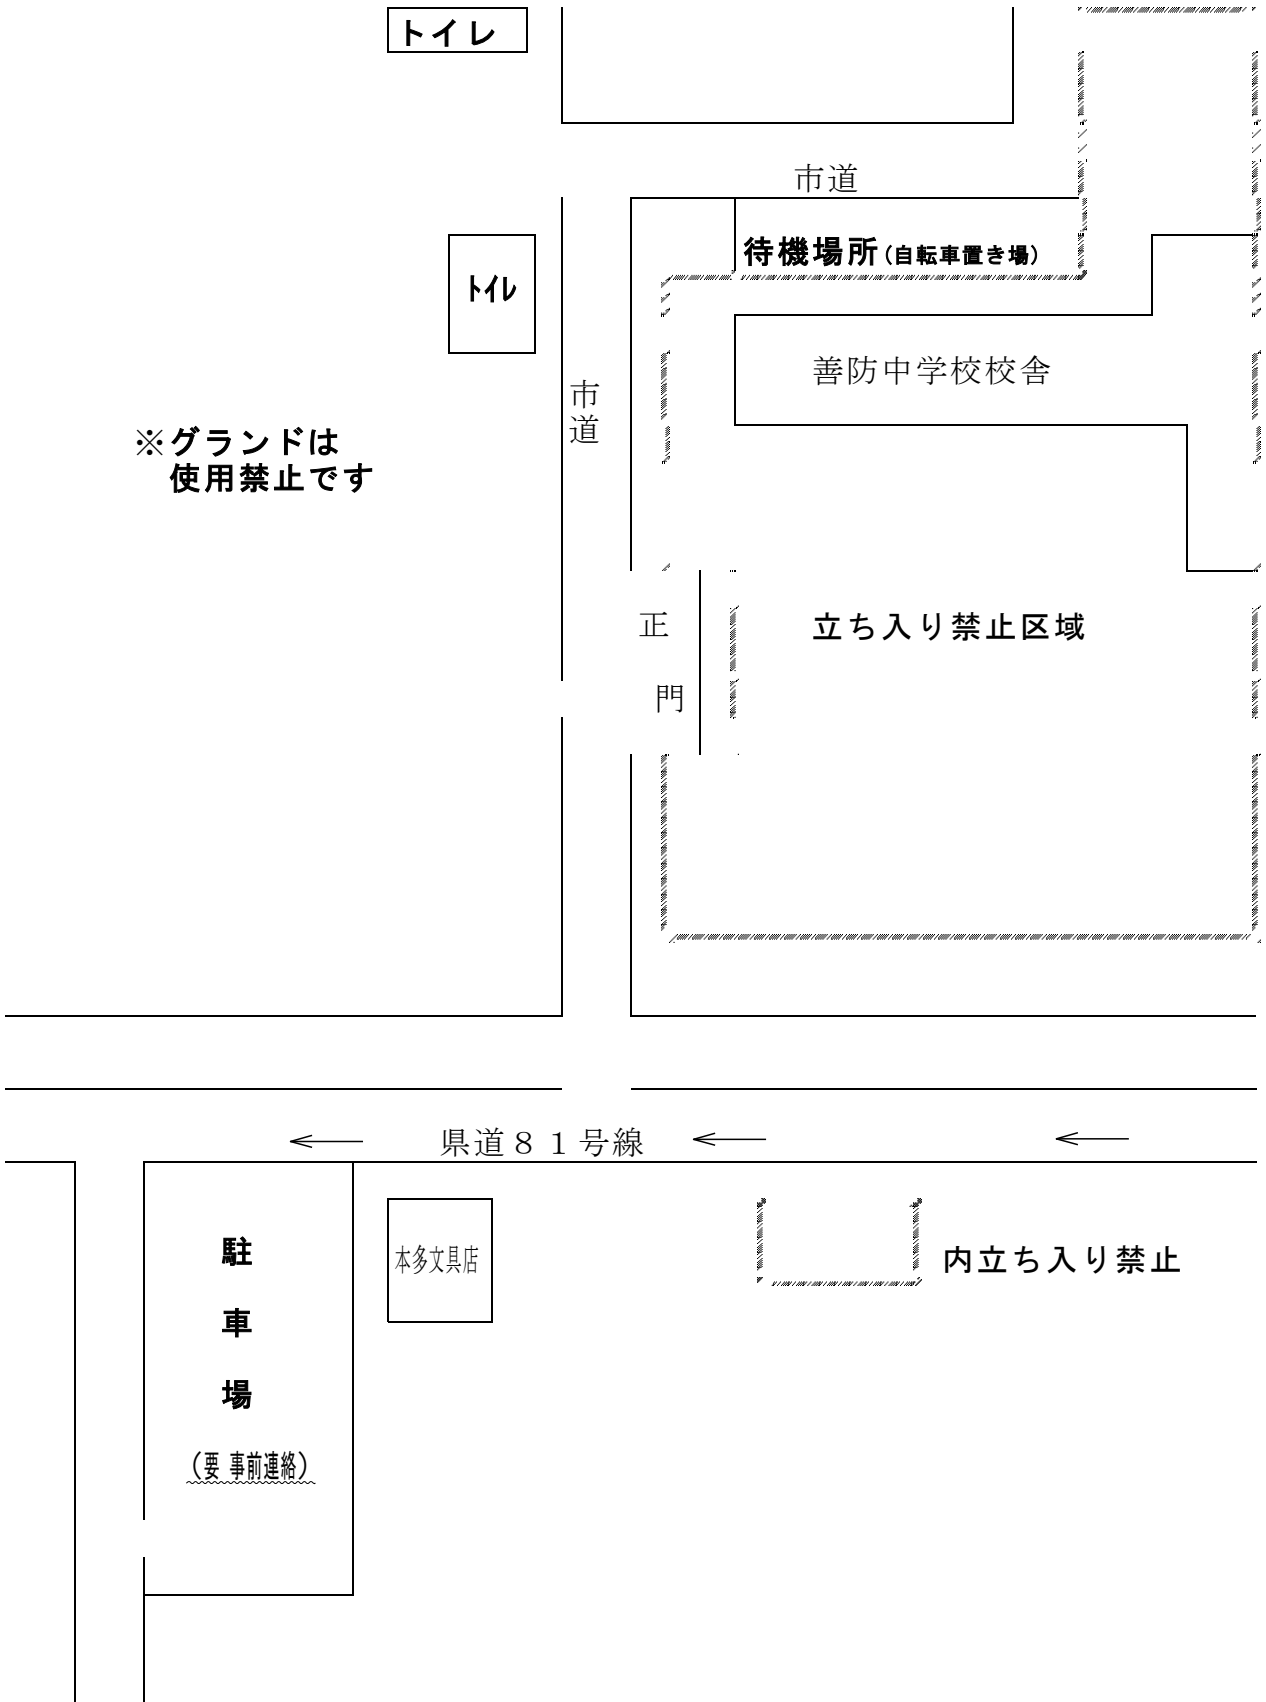 トイレ
市道
待機場所(自転車置き場)
トイレ
善防中学校校舎
市道
※グランドは
使用禁止です
正門
立ち入り禁止区域
県道81号線
本多文具店
内立ち入り禁止
駐車場
(要 事前連絡)